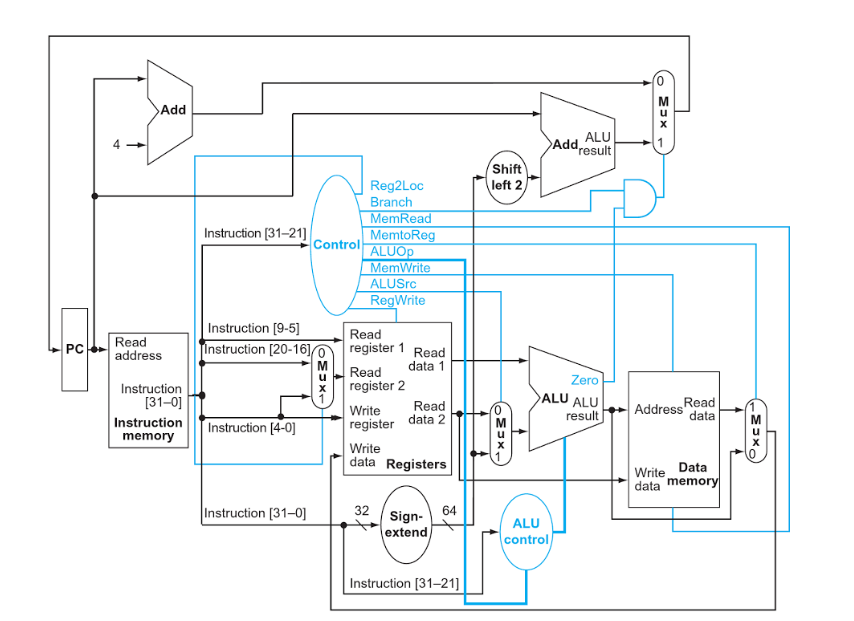 0
Add
M
u
x
4
Add
ALU
result
1
Shift
left 2
Reg2Loc
Branch
MemRead
Instruction [31–21]
Control
MemtoReg
ALUOp
MemWrite
ALUSrc
RegWrite
Instruction [9-5]
PC
Read
address
Instruction [20-16]
0
M
u
x
1
Read
register 1
Read
data 1
Read
register 2
Zero
ALU
ALU
result
Instruction
[31–0]
Instruction
memory
Write
register
Read
data 2
0
M
u
x
1
Address
Read
data
1
M
u
x
0
Instruction [4-0]
Write
data
Registers
Write
data
Data
memory
Instruction [31–0]
32
Sign-
extend
64
ALU
control
Instruction [31–21]